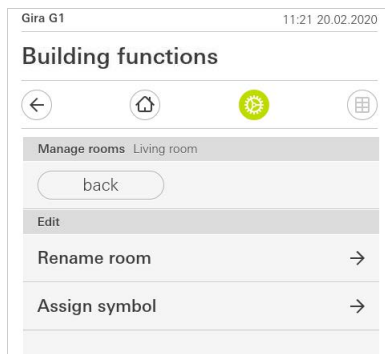 Gira G1 11:21 20.02.2020
Building functions
Manage rooms Living room
back
Edit
Rename room
Assign symbol